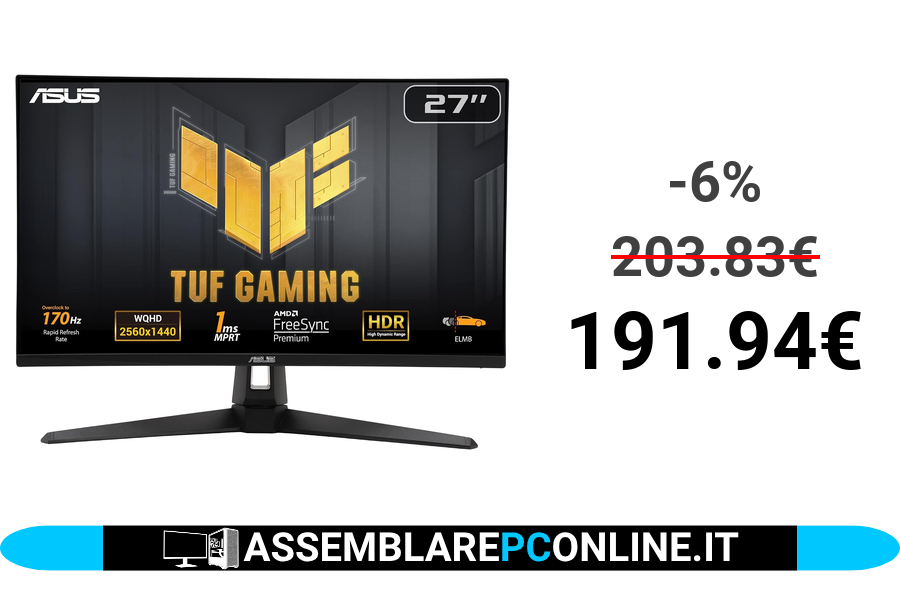 ASUS
27"
TUF GAMING
TUF GAMING
Overclock to
170Hz
Rapid Refresh
Rate
WQHD
2560x1440
1ms
MPRT
AMD
FreeSync
Premium
HDR
High Dynamic Range
ELMB
-6%
203.83€
191.94€
ASSEMBLAREPCONLINE.IT